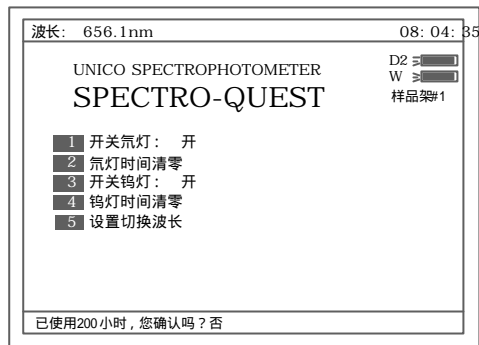 波长: 656.1nm 08: 04: 35
D2
UNICO SPECTROPHOTOMETER
W
SPECTRO-QUEST
样品架#1
1 开关氘灯: 开
2 氘灯时间清零
3 开关钨灯: 开
4 钨灯时间清零
5 设置切换波长
已使用200小时,您确认吗?否